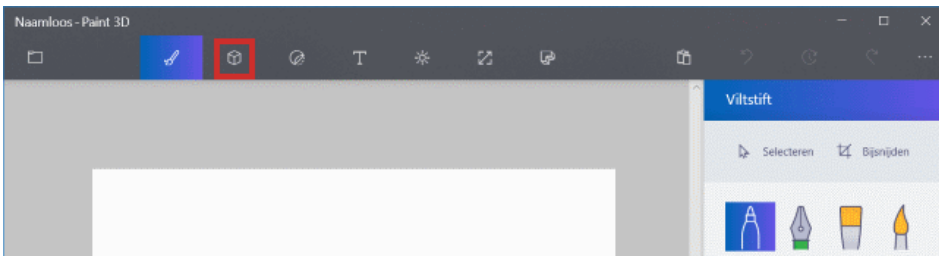 Naamloos - Paint 3D
T
Viltstift
Selecteren Bijsnijden